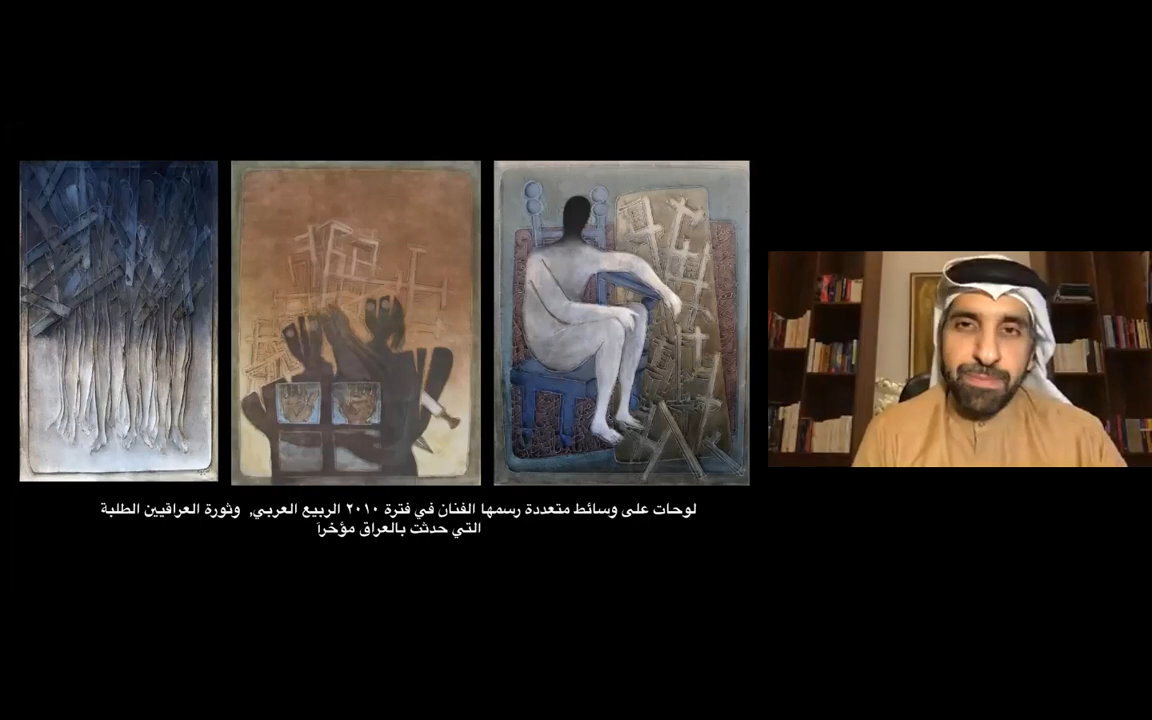 لوحات على وسائط متعددة رسمها الفنان في فترة ٢٠١٠ الربيع العربي, وثورة العراقيين الطلبة
التي حدثت بالعراق مؤخراً